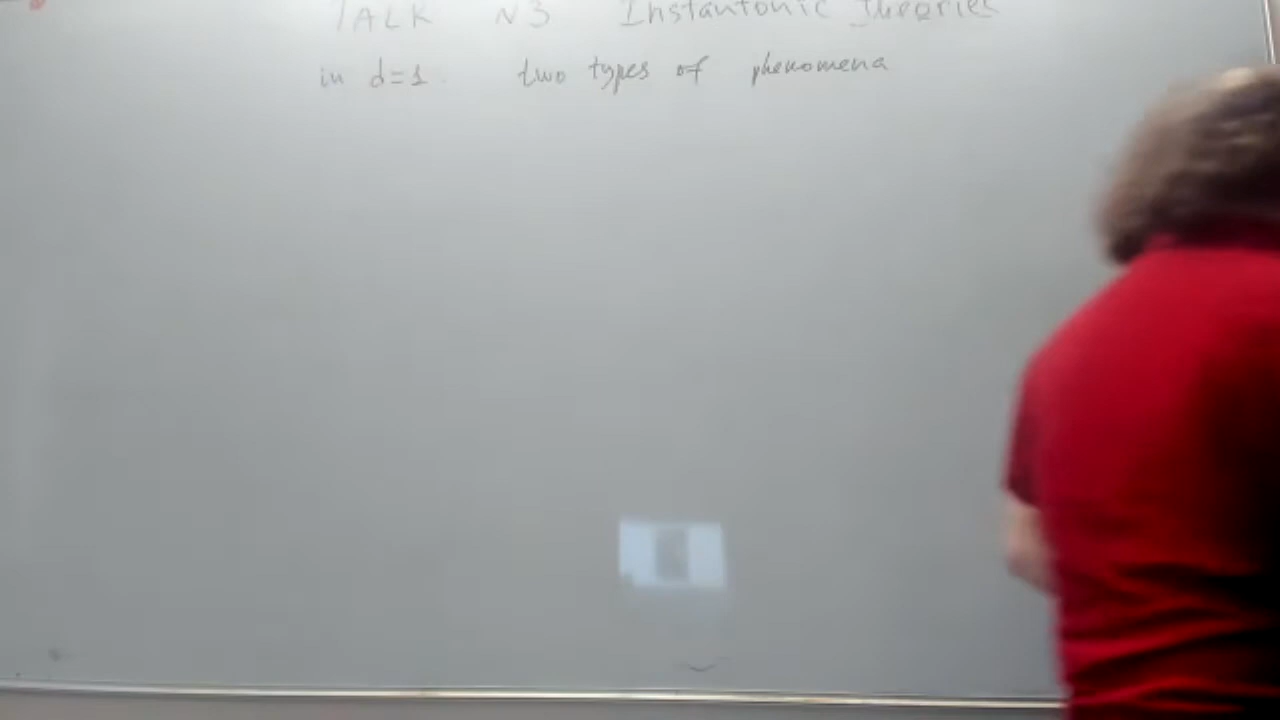 TALK N3 Instantonic Theories
in d=1. two types of phenomena